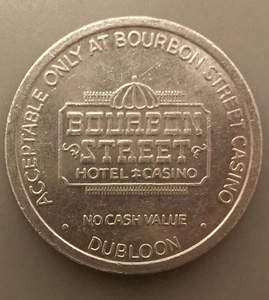 ACCEPTABLE ONLY AT BOURBON STREET CASINO
BOURBON
STREET
HOTEL CASINO
NO CASH VALUE
DUBLOON